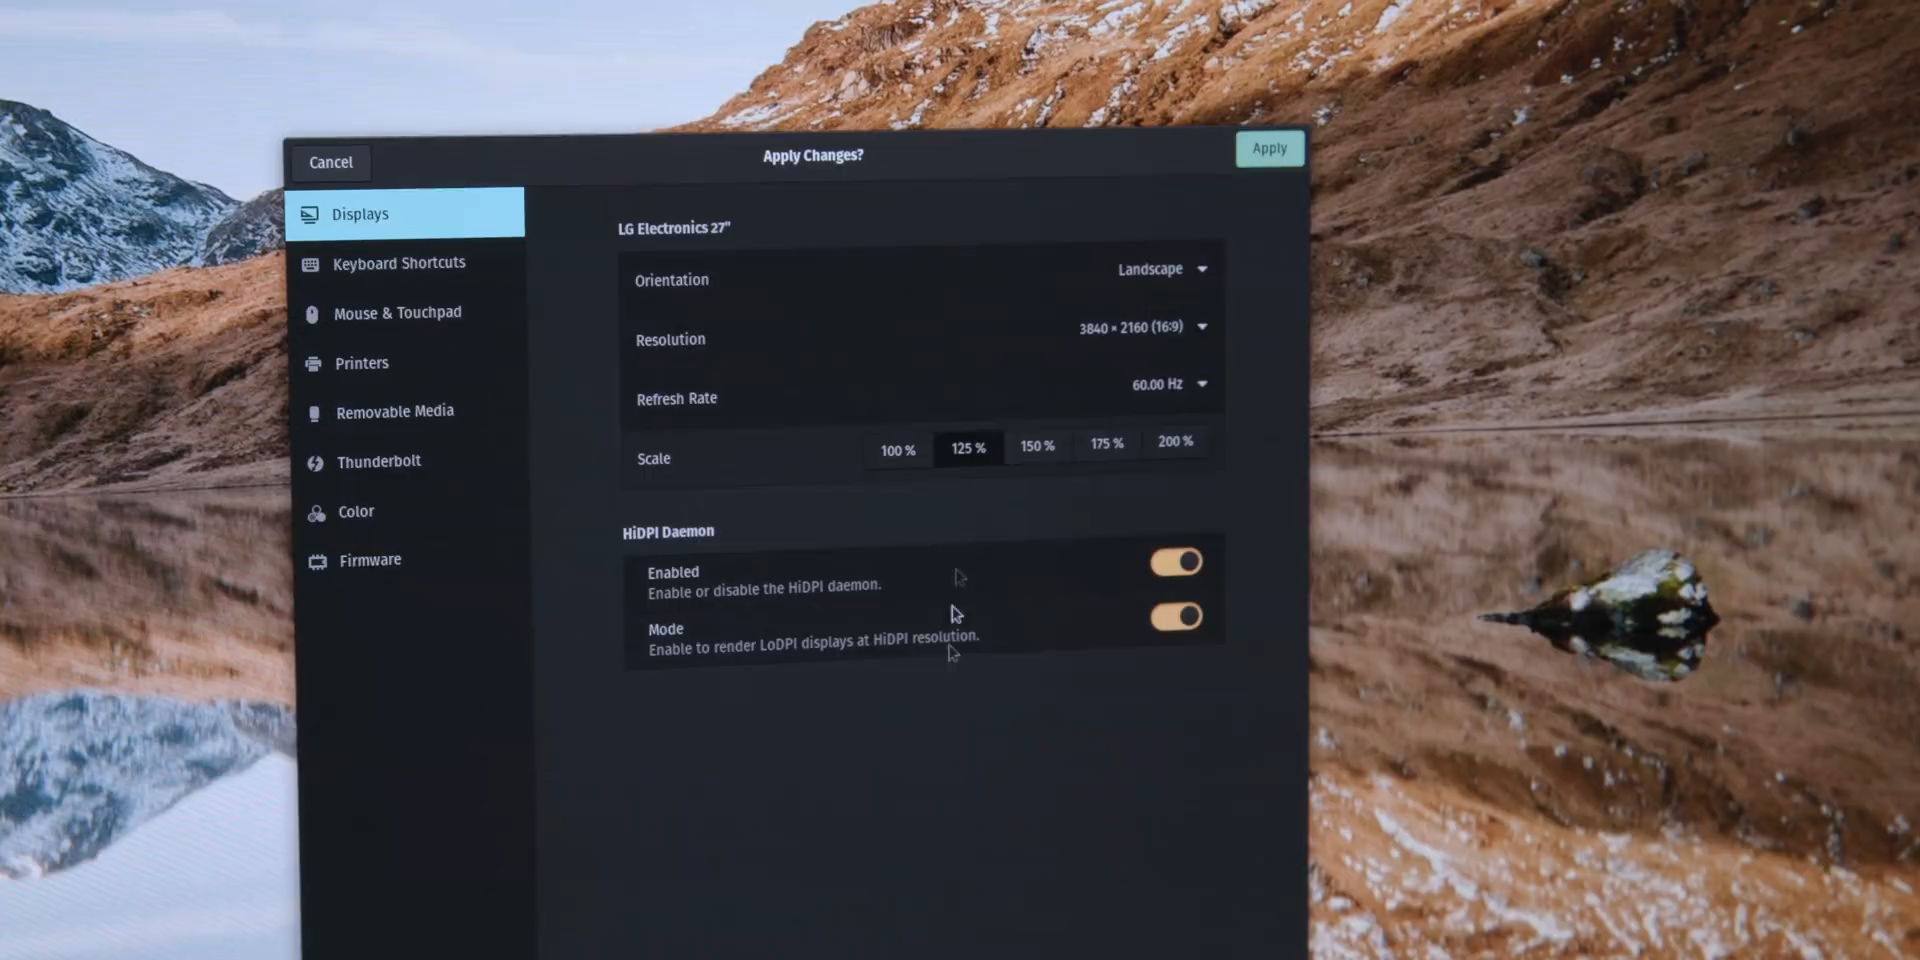 Cancel
Apply Changes?
Apply
Displays
Keyboard Shortcuts
Mouse & Touchpad
Printers
Removable Media
Thunderbolt
Color
Firmware
LG Electronics 27"
Orientation
Landscape
Resolution
3840 × 2160 (16:9)
Refresh Rate
60.00 Hz
Scale
100 % 125 % 150 % 175 % 200 %
HiDPI Daemon
Enabled
Enable or disable the HiDPI daemon.
Mode
Enable to render LoDPI displays at HiDPI resolution.